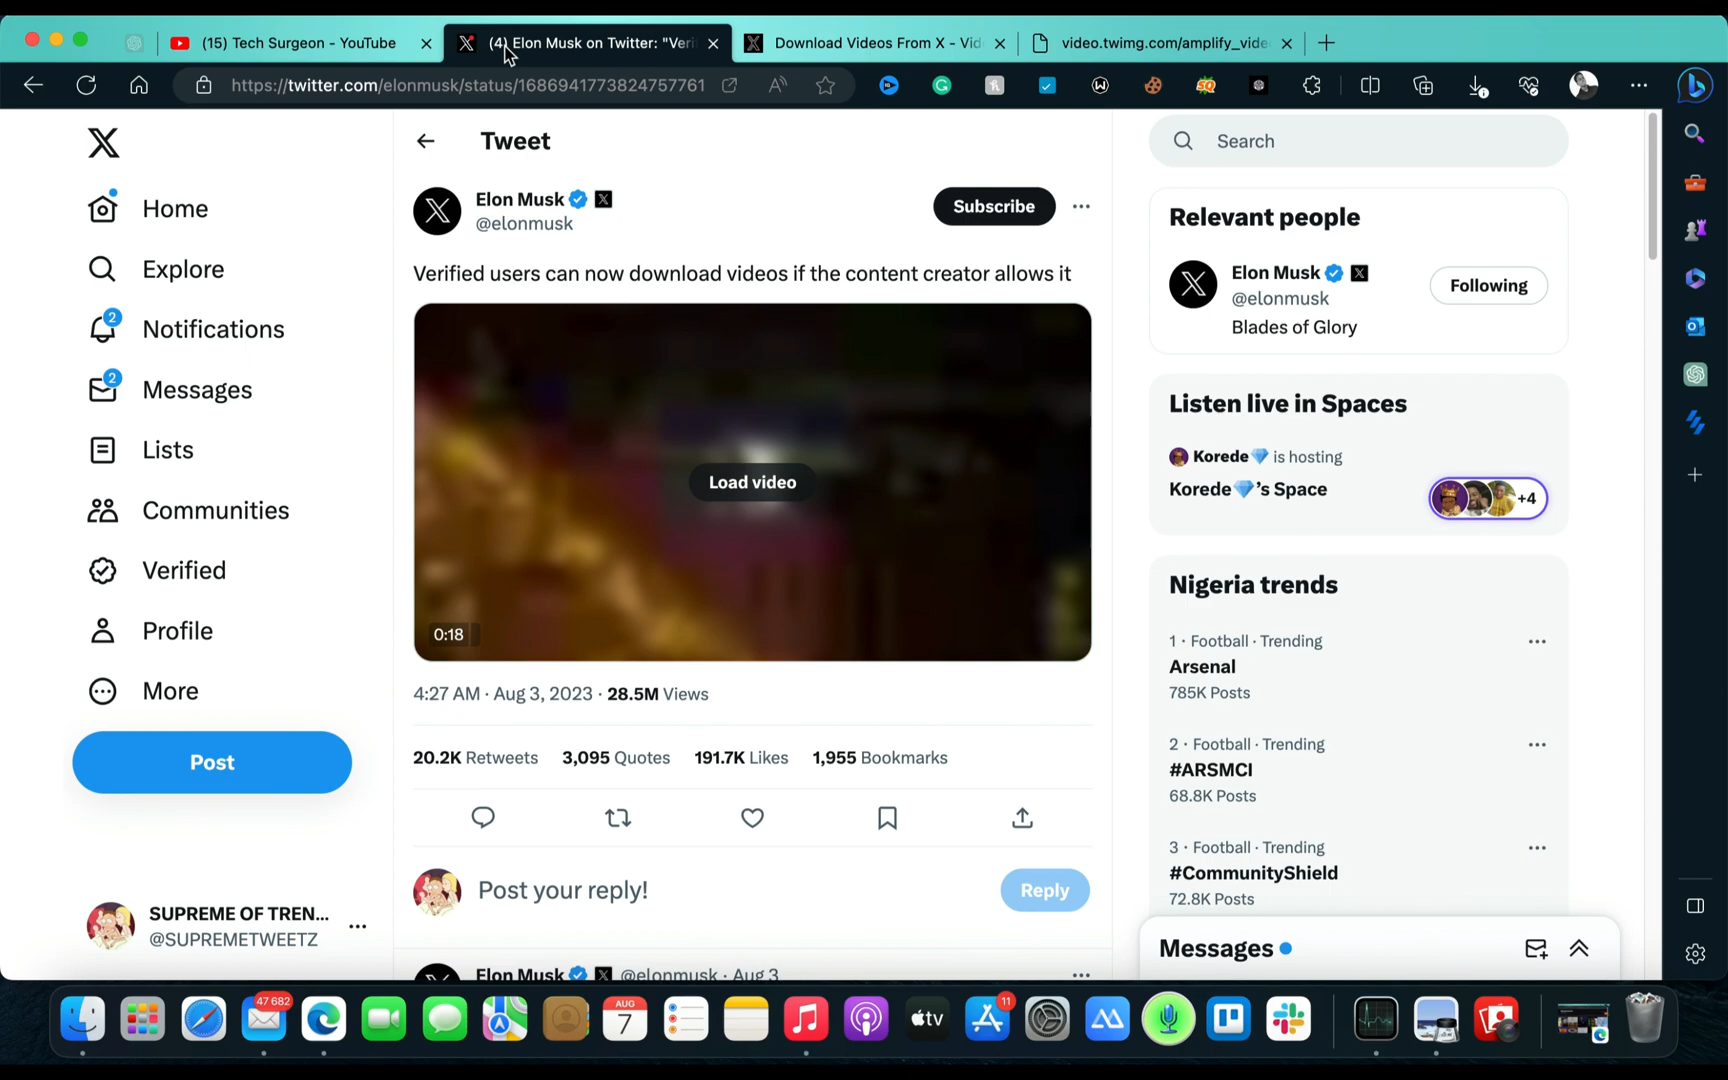 (15) Tech Surgeon - YouTube
(4) Elon Musk on Twitter: "Veri
Download Videos From X - Vid
video.twimg.com/amplify_vide
https://twitter.com/elonmusk/status/1686941773824757761
Tweet
Search
Home
Explore
2
Notifications
2
Messages
Lists
Communities
Verified
Profile
More
Post
SUPREME OF TREN...
@SUPREMETWEETZ
Elon Musk
@elonmusk
Subscribe
Verified users can now download videos if the content creator allows it
Load video
0:18
4:27 AM · Aug 3, 2023 · 28.5M Views
20.2K Retweets 3,095 Quotes 191.7K Likes 1,955 Bookmarks
Post your reply!
Reply
Elon Musk @elonmusk · Aug 3
Relevant people
Elon Musk
@elonmusk
Following
Blades of Glory
Listen live in Spaces
Korede💎 is hosting
Korede💎's Space
+4
Nigeria trends
1 · Football · Trending
Arsenal
785K Posts
2 · Football · Trending
#ARSMCI
68.8K Posts
3 · Football · Trending
#CommunityShield
72.8K Posts
Messages
47 682
AUG
7
tv
11